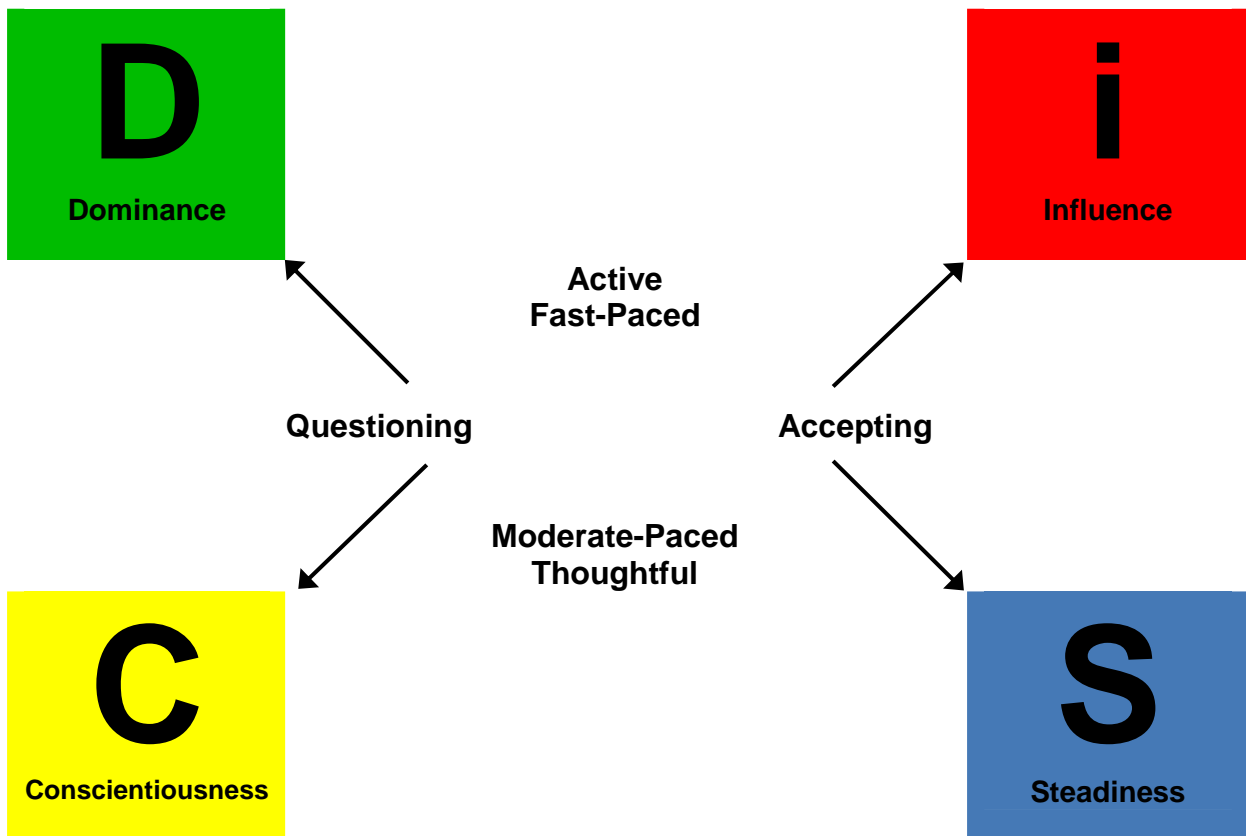 D
Dominance
i
Influence
Active
Fast-Paced
Questioning
Accepting
Moderate-Paced
Thoughtful
C
Conscientiousness
S
Steadiness